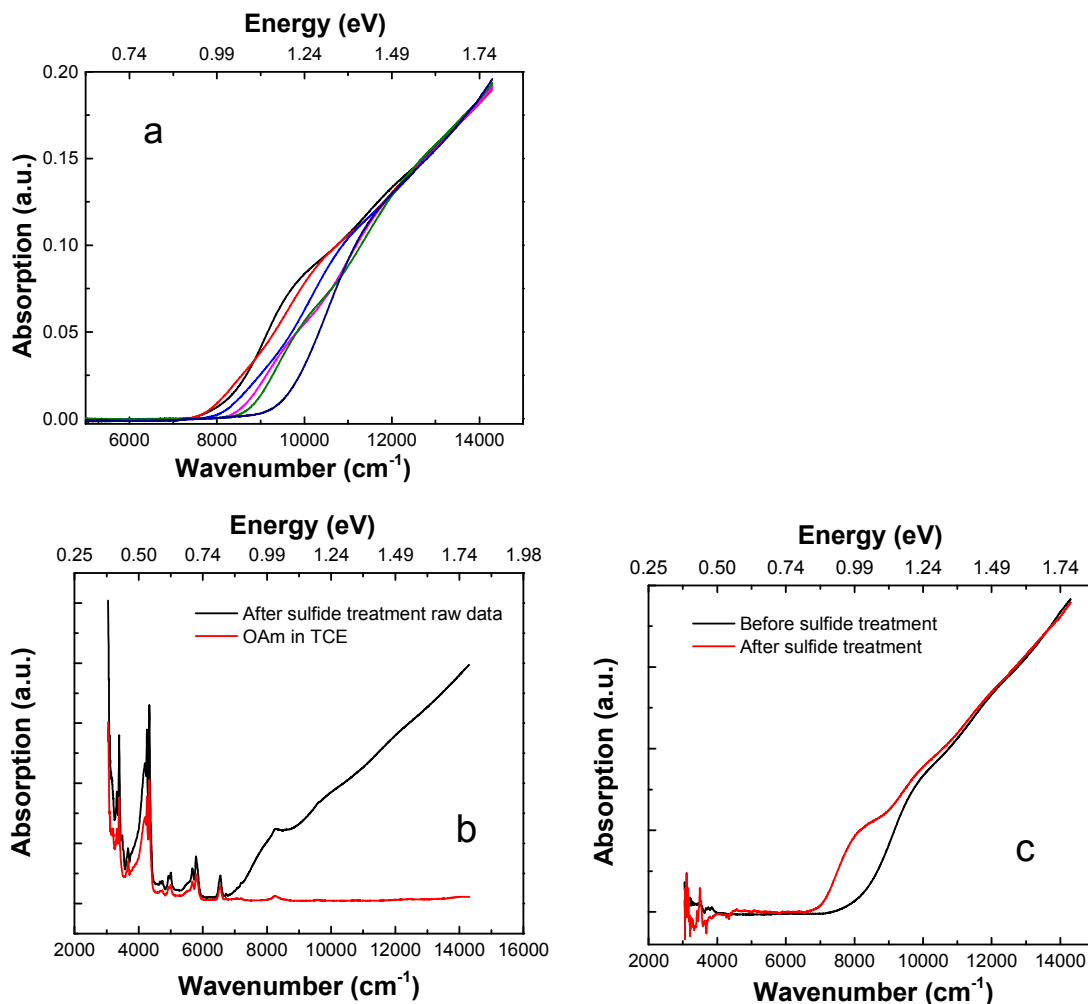 Energy (eV)
0.74 0.99 1.24 1.49 1.74
0.20
0.15
0.10
0.05
0.00
Absorption (a.u.)
a
6000 8000 10000 12000 14000
Wavenumber (cm-1)
Energy (eV)
0.25 0.50 0.74 0.99 1.24 1.49 1.74 1.98
After sulfide treatment raw data
OAm in TCE
Absorption (a.u.)
b
2000 4000 6000 8000 10000 12000 14000 16000
Wavenumber (cm-1)
Energy (eV)
0.25 0.50 0.74 0.99 1.24 1.49 1.74
Before sulfide treatment
After sulfide treatment
Absorption (a.u.)
c
2000 4000 6000 8000 10000 12000 14000
Wavenumber (cm-1)